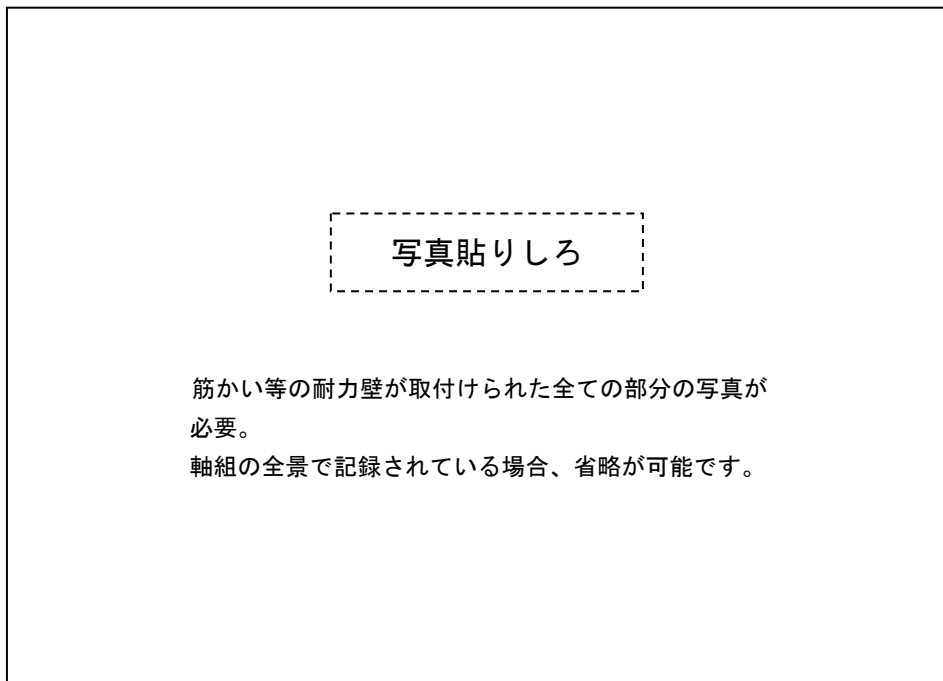 写真貼りしろ
筋かい等の耐力壁が取付けられた全ての部分の写真が
必要。
軸組の全景で記録されている場合、省略が可能です。